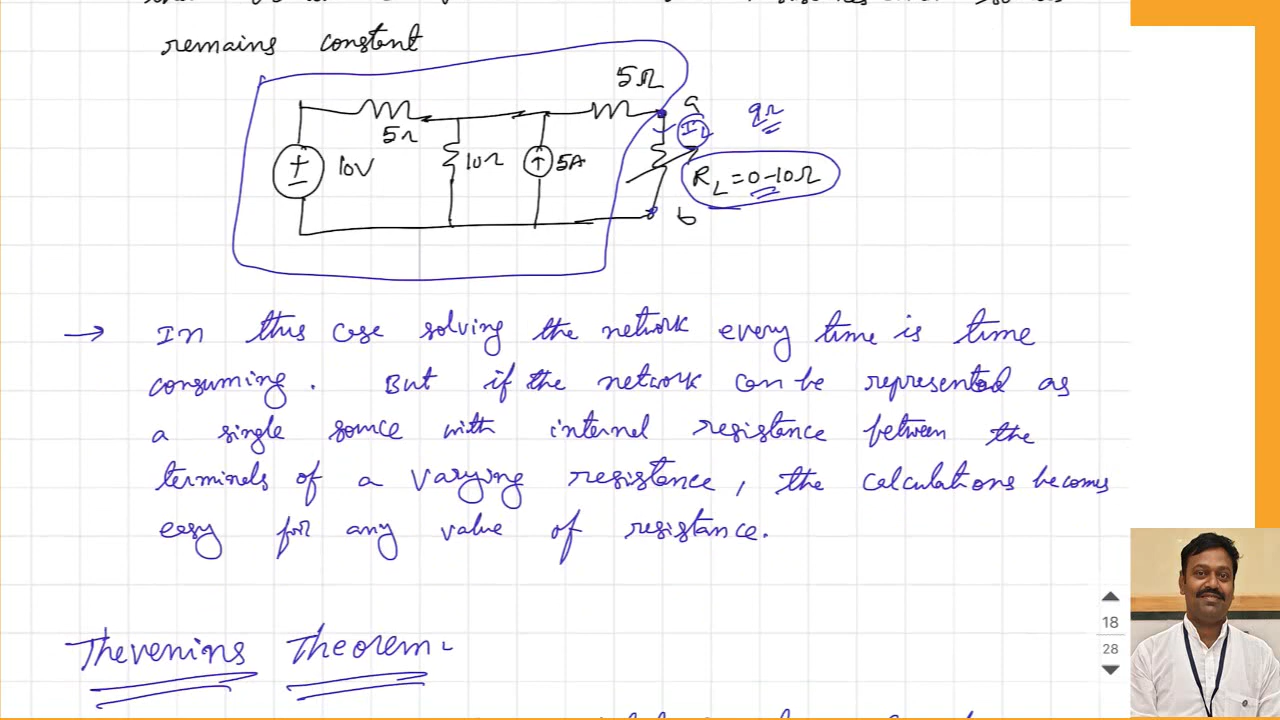 remains constant
5Ω
5Ω
10V
10Ω
5A
a
I_L
9Ω
R_L = 0-10Ω
b
→ In this case solving the network every time is time
consuming. But if the network can be represented as
a single source with internal resistance between the
terminals of a varying resistance, the calculations becomes
easy for any value of resistance.
18
28
Thevenins Theorem